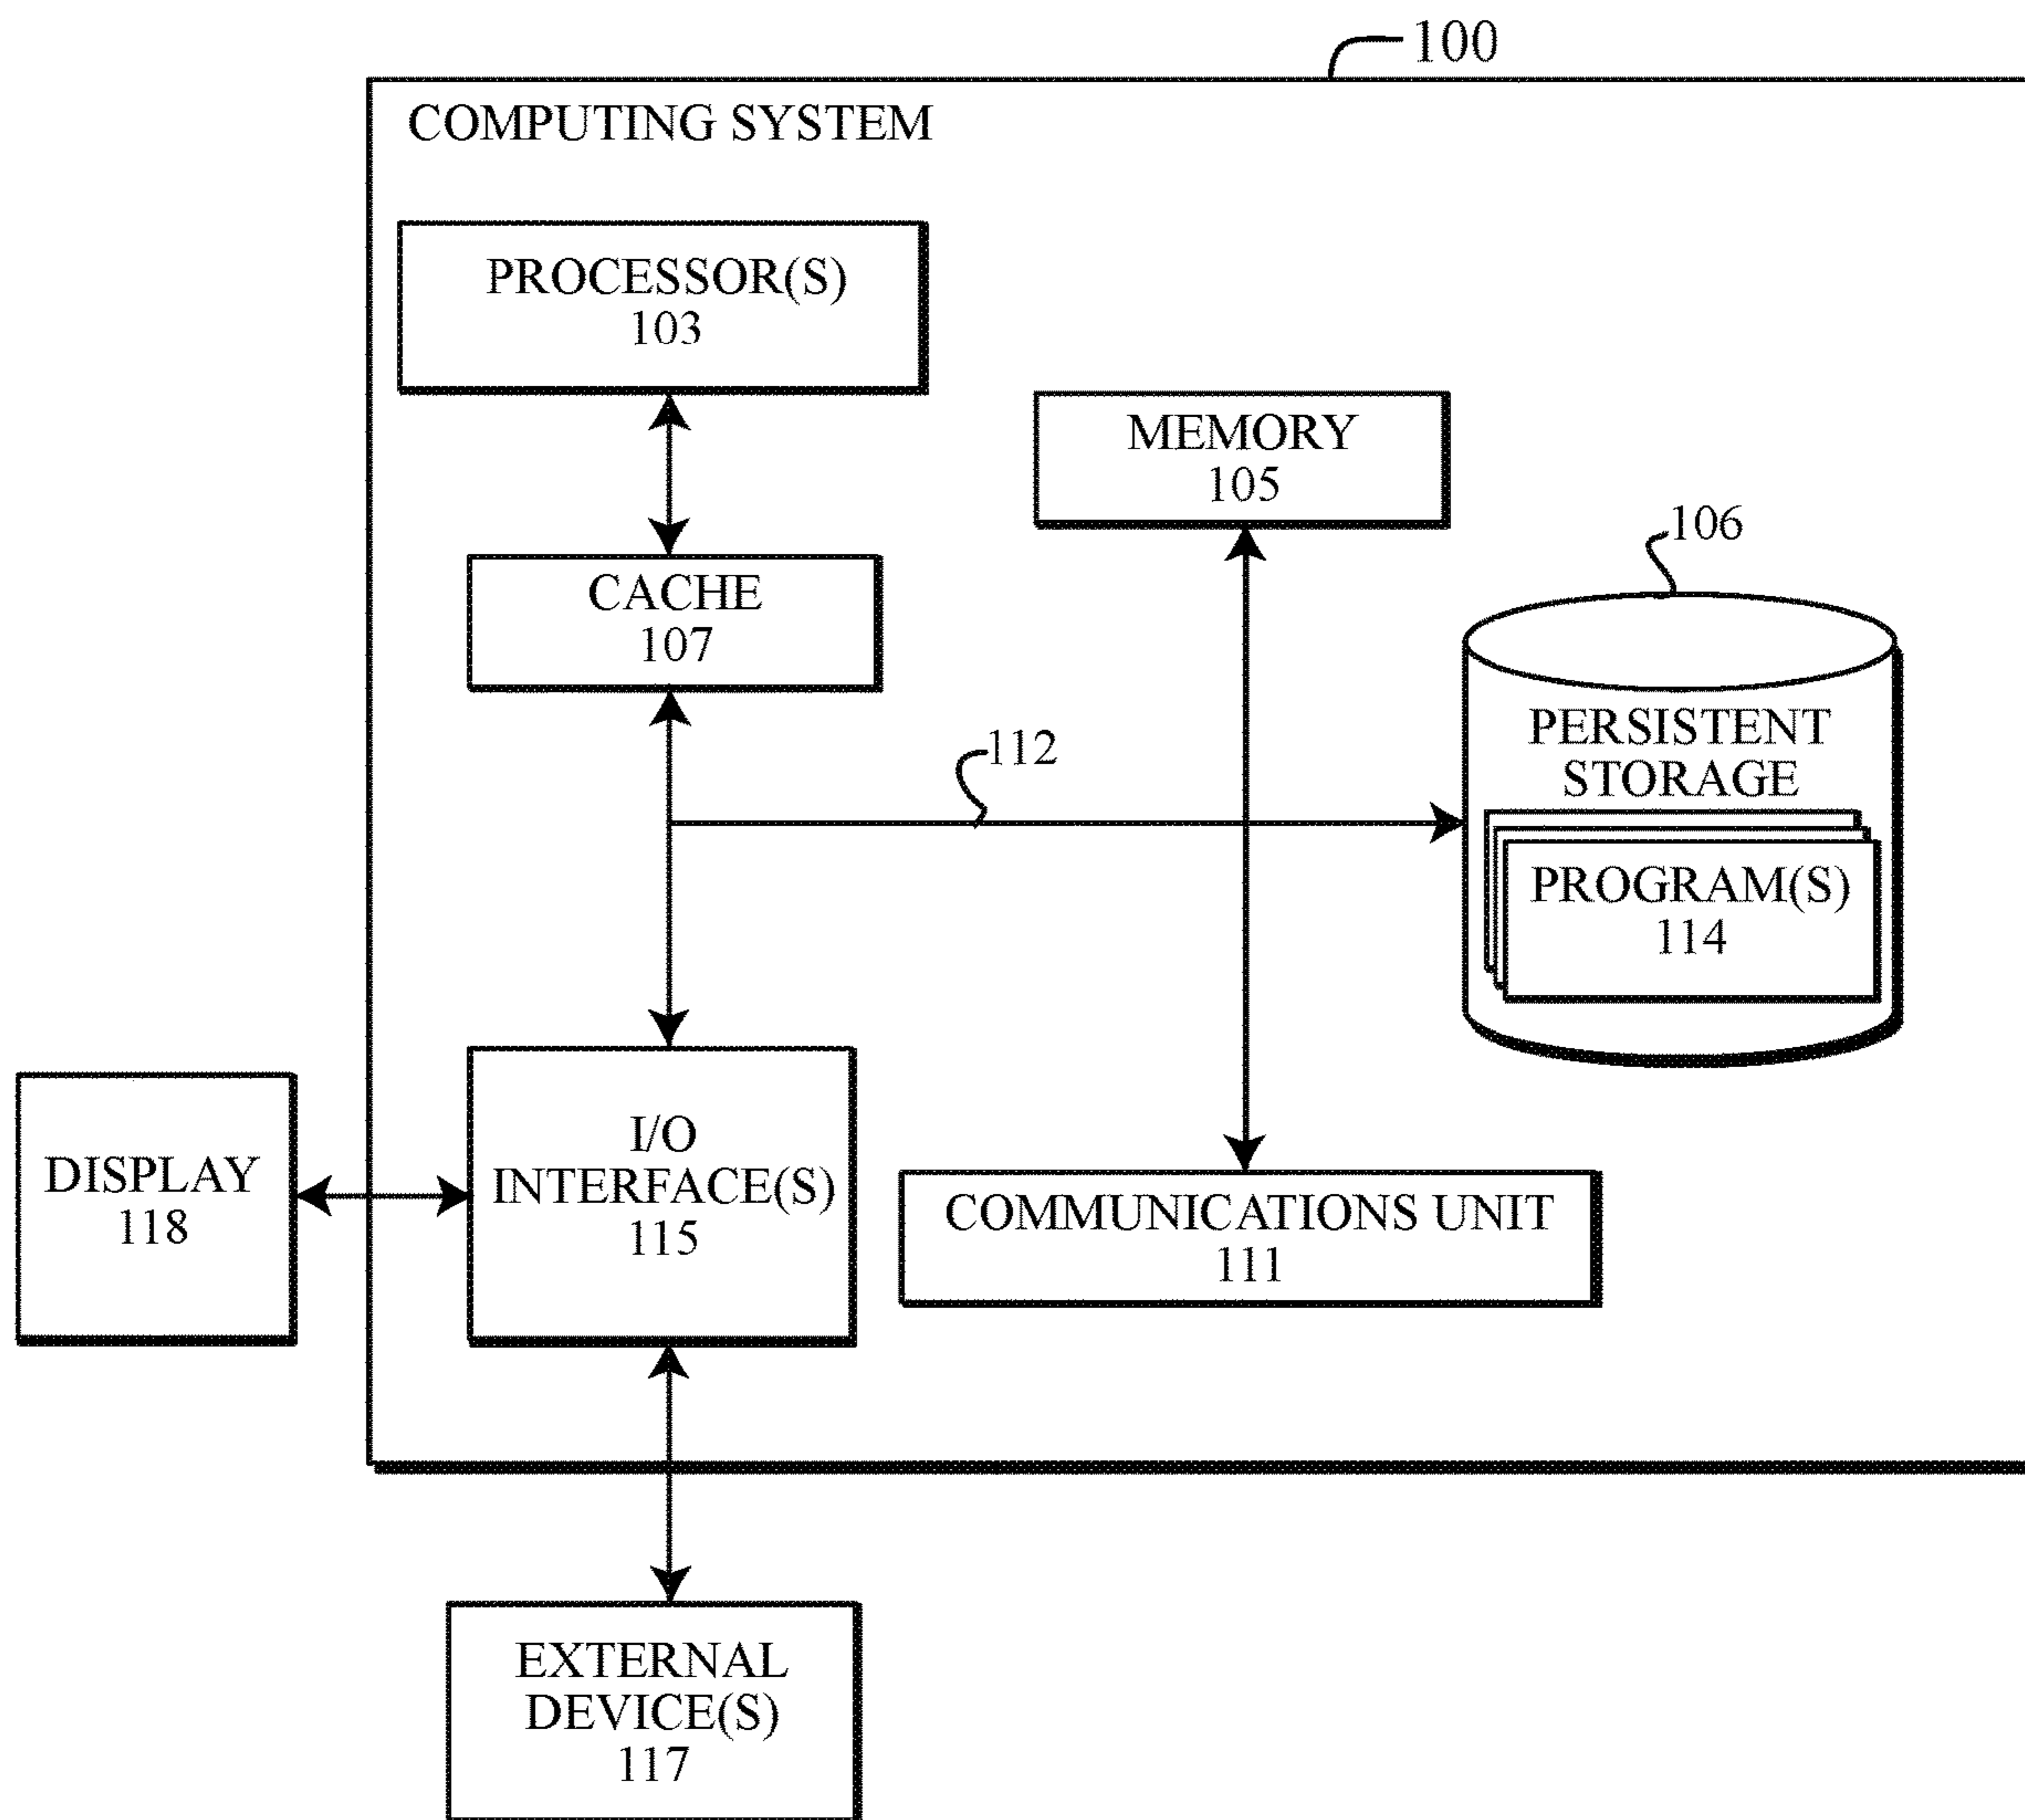 100
COMPUTING SYSTEM
PROCESSOR(S)
103
MEMORY
105
106
CACHE
107
112
PERSISTENT
STORAGE
PROGRAM(S)
114
I/O
INTERFACE(S)
115
DISPLAY
118
COMMUNICATIONS UNIT
111
EXTERNAL
DEVICE(S)
117